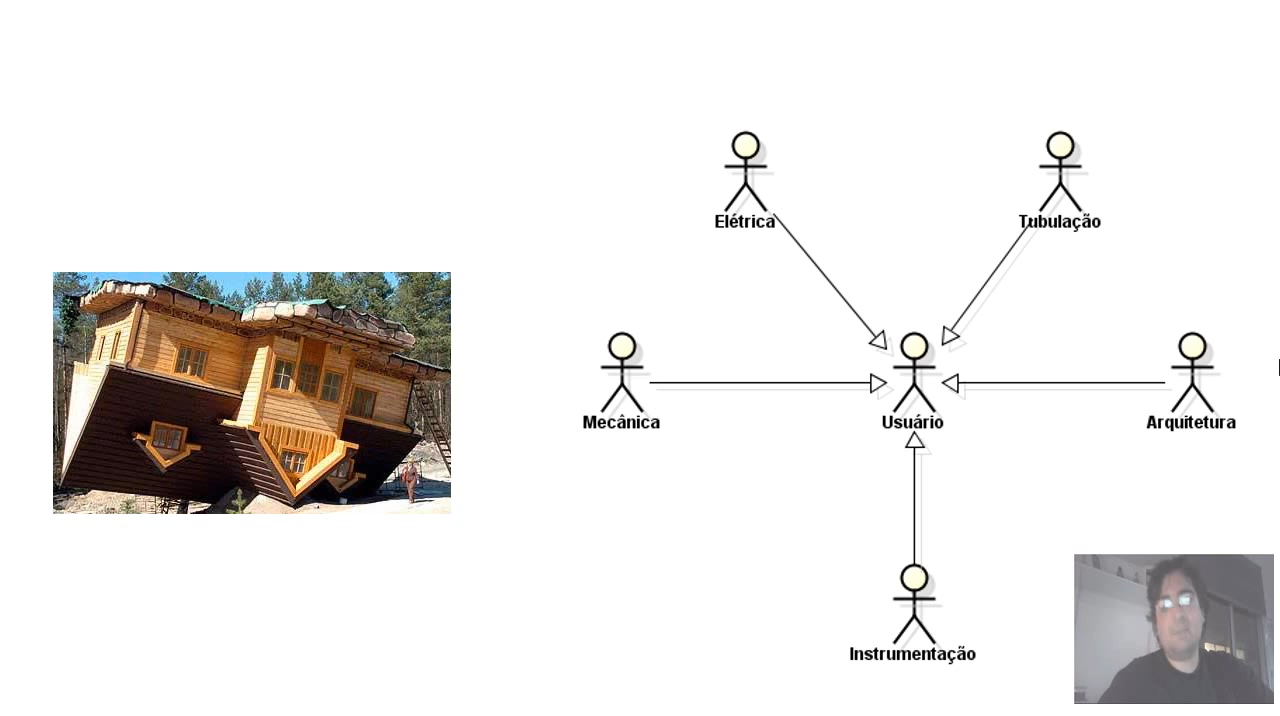 Elétrica
Tubulação
Mecânica
Usuário
Arquitetura
Instrumentação